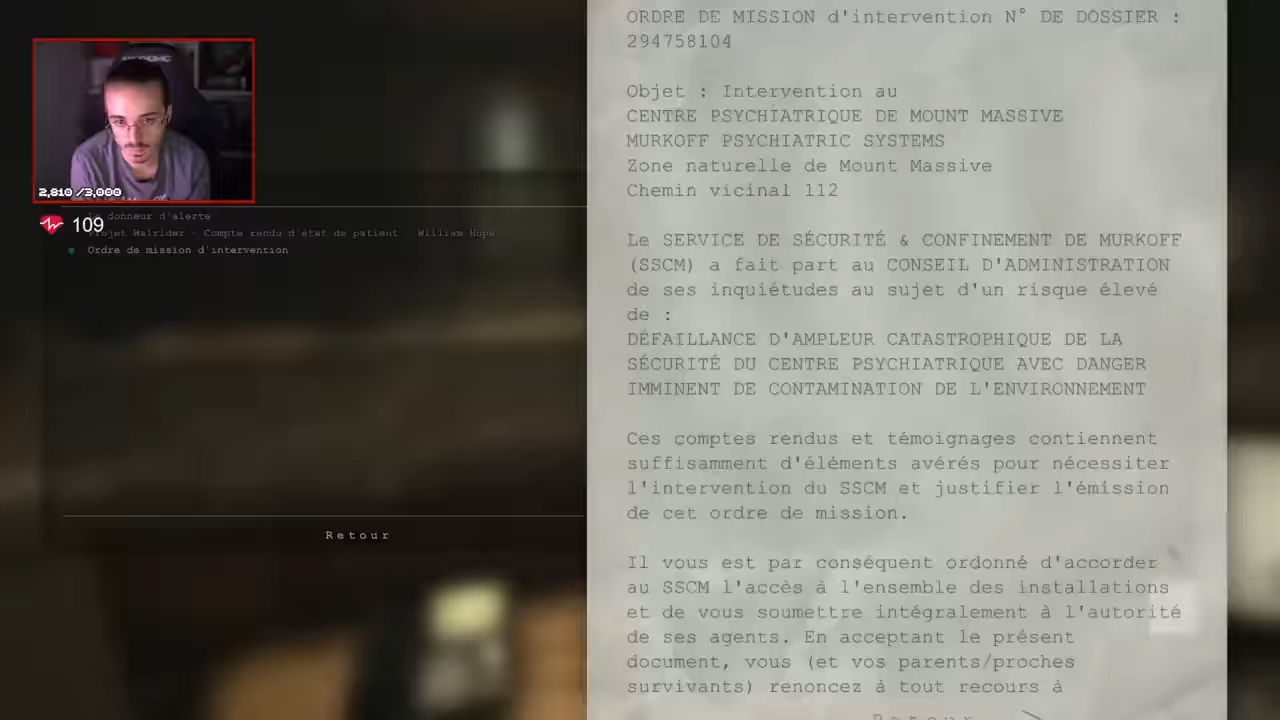 2,810 /3,000
109
donneur d'alerte
Projet Walrider - Compte rendu d'état de patient - William Hope
Ordre de mission d'intervention
Retour
ORDRE DE MISSION d'intervention N° DE DOSSIER :
294758104
Objet : Intervention au
CENTRE PSYCHIATRIQUE DE MOUNT MASSIVE
MURKOFF PSYCHIATRIC SYSTEMS
Zone naturelle de Mount Massive
Chemin vicinal 112
Le SERVICE DE SÉCURITÉ & CONFINEMENT DE MURKOFF
(SSCM) a fait part au CONSEIL D'ADMINISTRATION
de ses inquiétudes au sujet d'un risque élevé
de :
DÉFAILLANCE D'AMPLEUR CATASTROPHIQUE DE LA
SÉCURITÉ DU CENTRE PSYCHIATRIQUE AVEC DANGER
IMMINENT DE CONTAMINATION DE L'ENVIRONNEMENT
Ces comptes rendus et témoignages contiennent
suffisamment d'éléments avérés pour nécessiter
l'intervention du SSCM et justifier l'émission
de cet ordre de mission.
Il vous est par conséquent ordonné d'accorder
au SSCM l'accès à l'ensemble des installations
et de vous soumettre intégralement à l'autorité
de ses agents. En acceptant le présent
document, vous (et vos parents/proches
survivants) renoncez à tout recours à
Retour >